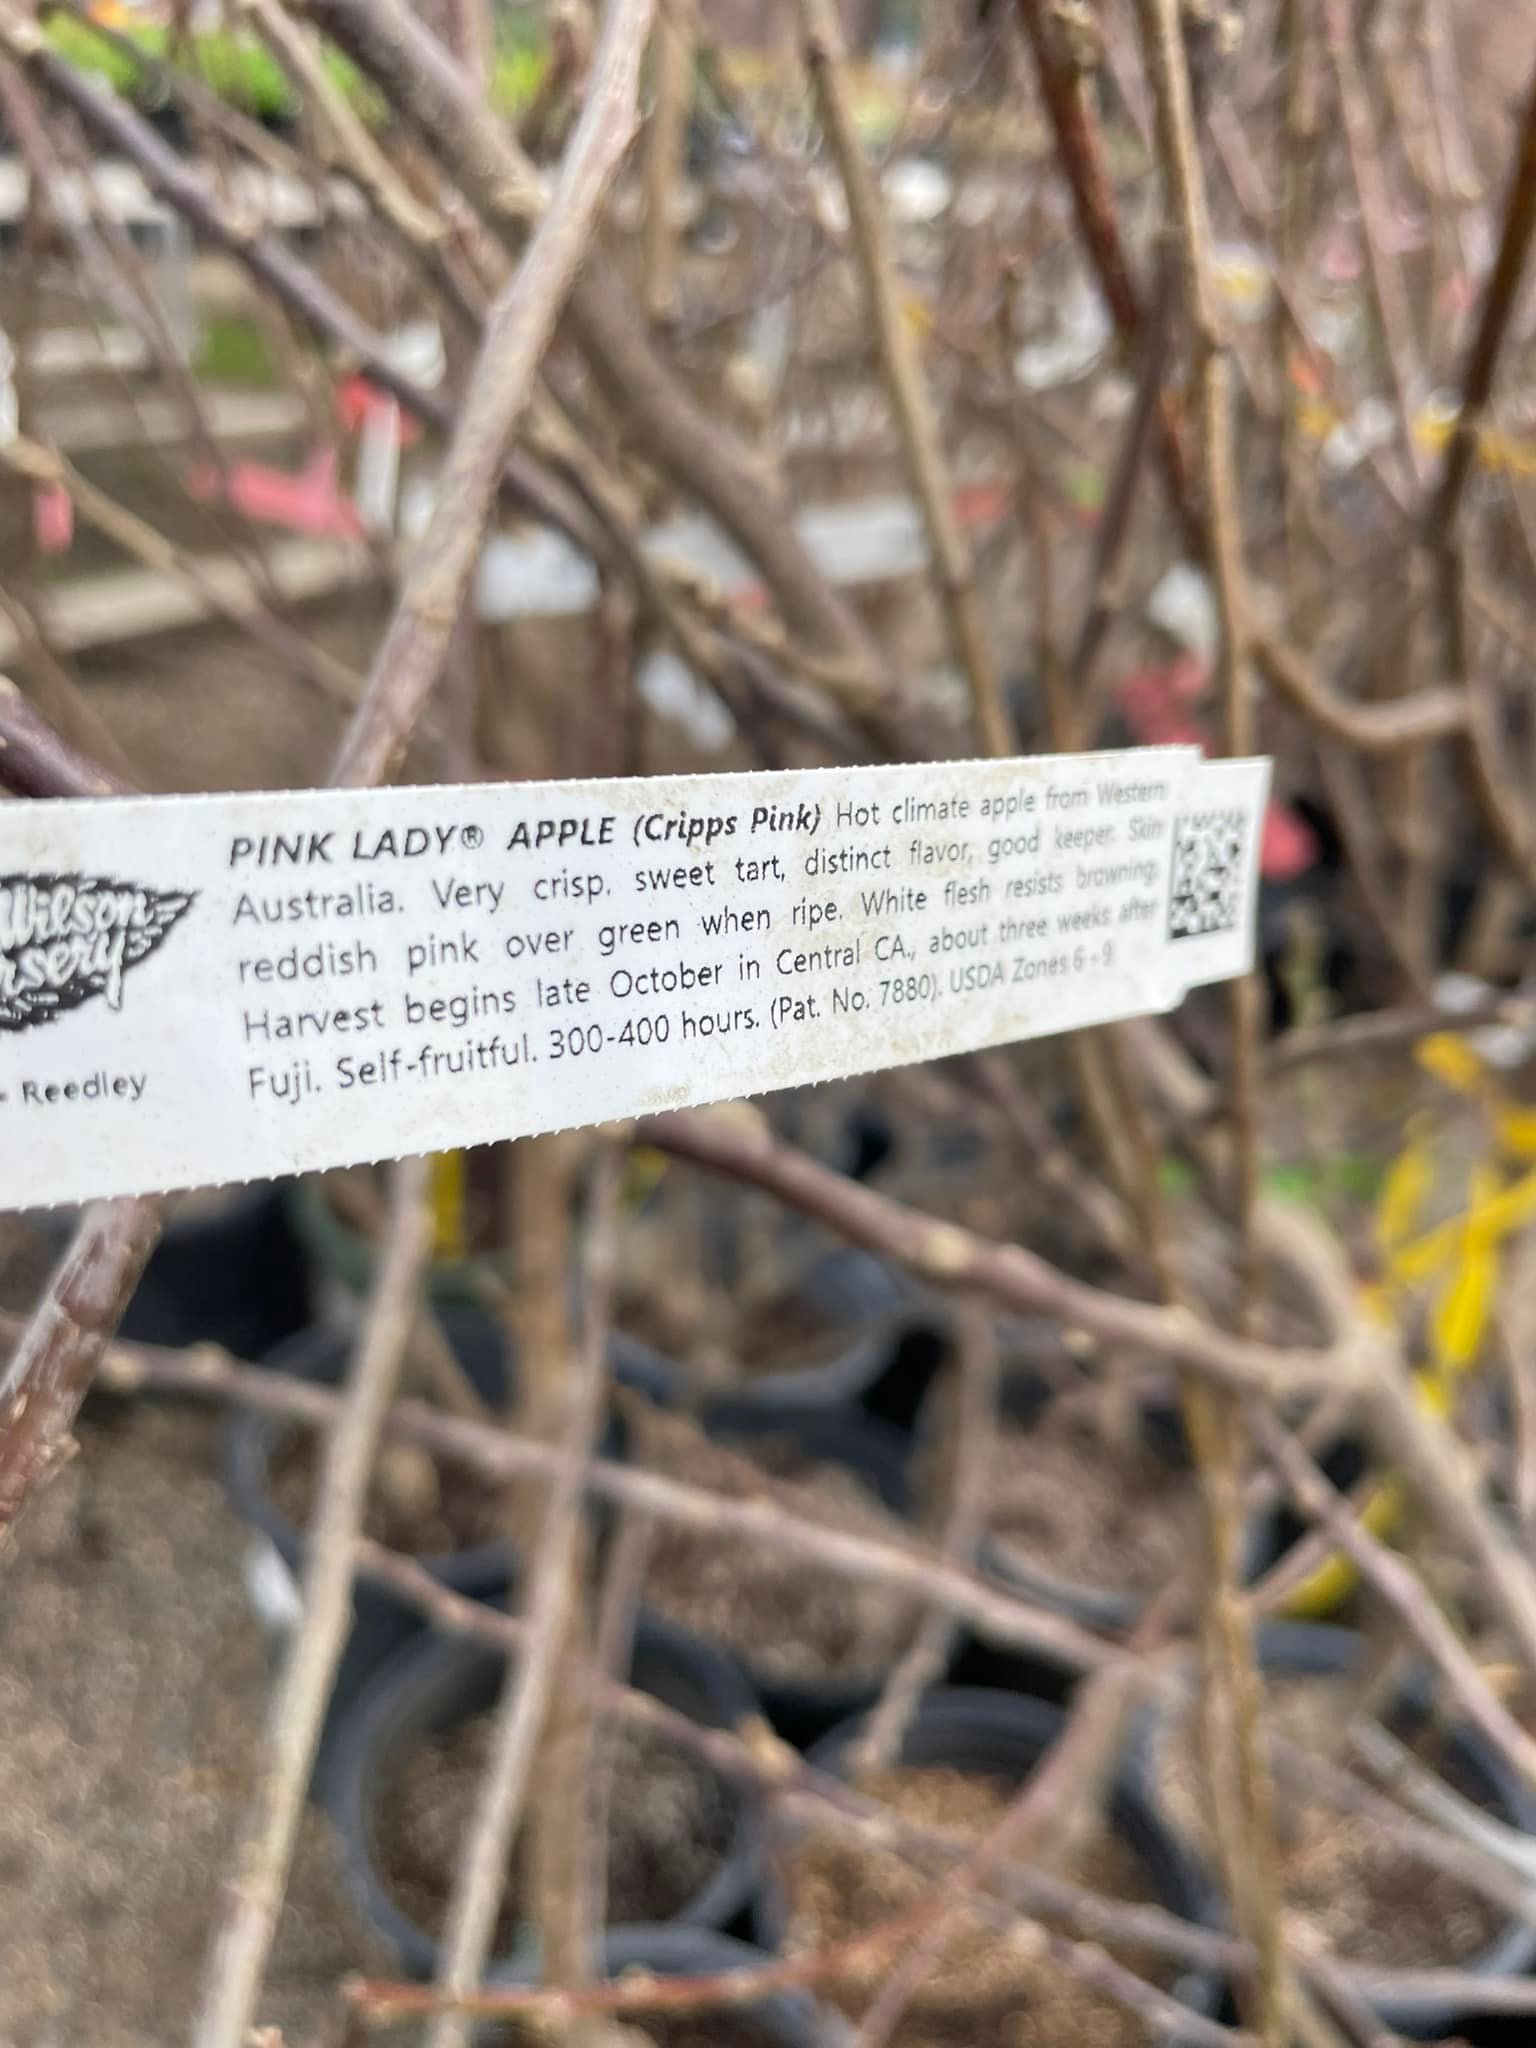 PINK LADY® APPLE (Cripps Pink) Hot climate apple from Western
Australia. Very crisp, sweet tart, distinct flavor, good keeper. Skin
reddish pink over green when ripe. White flesh resists browning.
Harvest begins late October in Central CA., about three weeks after
Fuji. Self-fruitful. 300-400 hours. (Pat. No. 7880). USDA Zones 6 - 9
Wilson
- Reedley